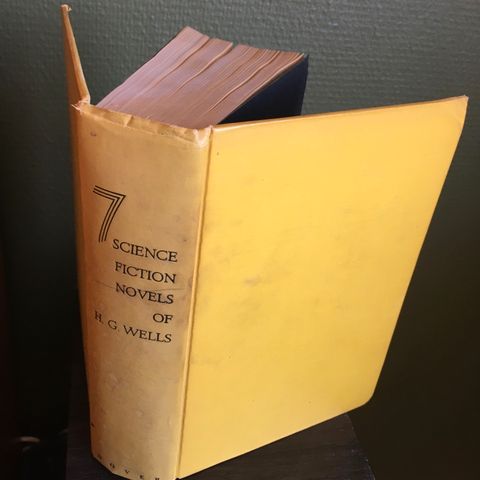 7
SCIENCE
FICTION
NOVELS
OF
H. G. WELLS